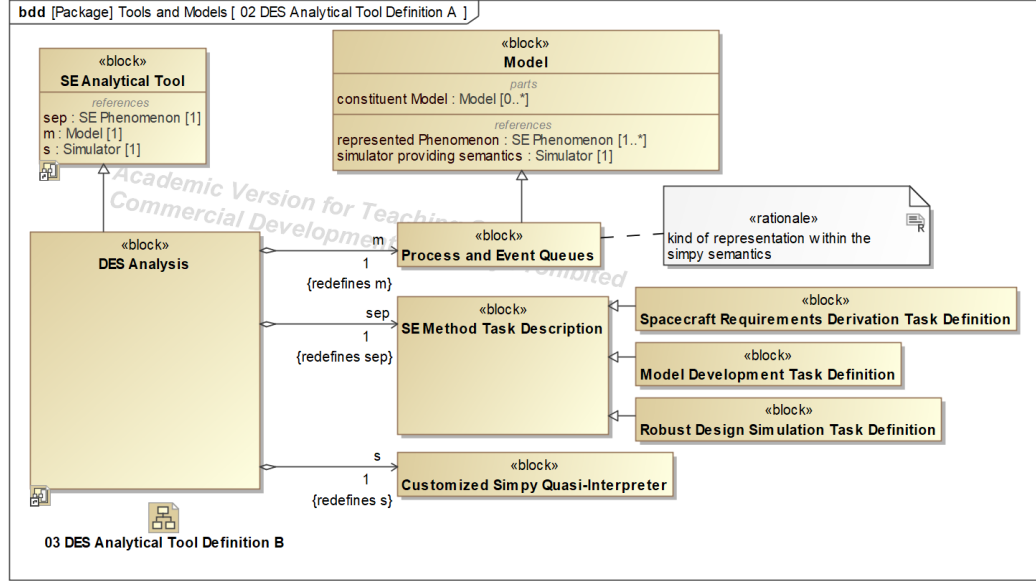 bdd [Package] Tools and Models [ 02 DES Analytical Tool Definition A ]
«block»
SE Analytical Tool
references
sep : SE Phenomenon [1]
m : Model [1]
s : Simulator [1]
«block»
Model
parts
constituent Model : Model [0..*]
references
represented Phenomenon : SE Phenomenon [1..*]
simulator providing semantics : Simulator [1]
Academic Version for Teaching
Commercial Development
«block»
DES Analysis
m
1
{redefines m}
«block»
Process and Event Queues
«rationale»
kind of representation within the
simpy semantics
R
sep
1
{redefines sep}
«block»
SE Method Task Description
«block»
Spacecraft Requirements Derivation Task Definition
«block»
Model Development Task Definition
«block»
Robust Design Simulation Task Definition
s
1
{redefines s}
«block»
Customized Simpy Quasi-Interpreter
03 DES Analytical Tool Definition B